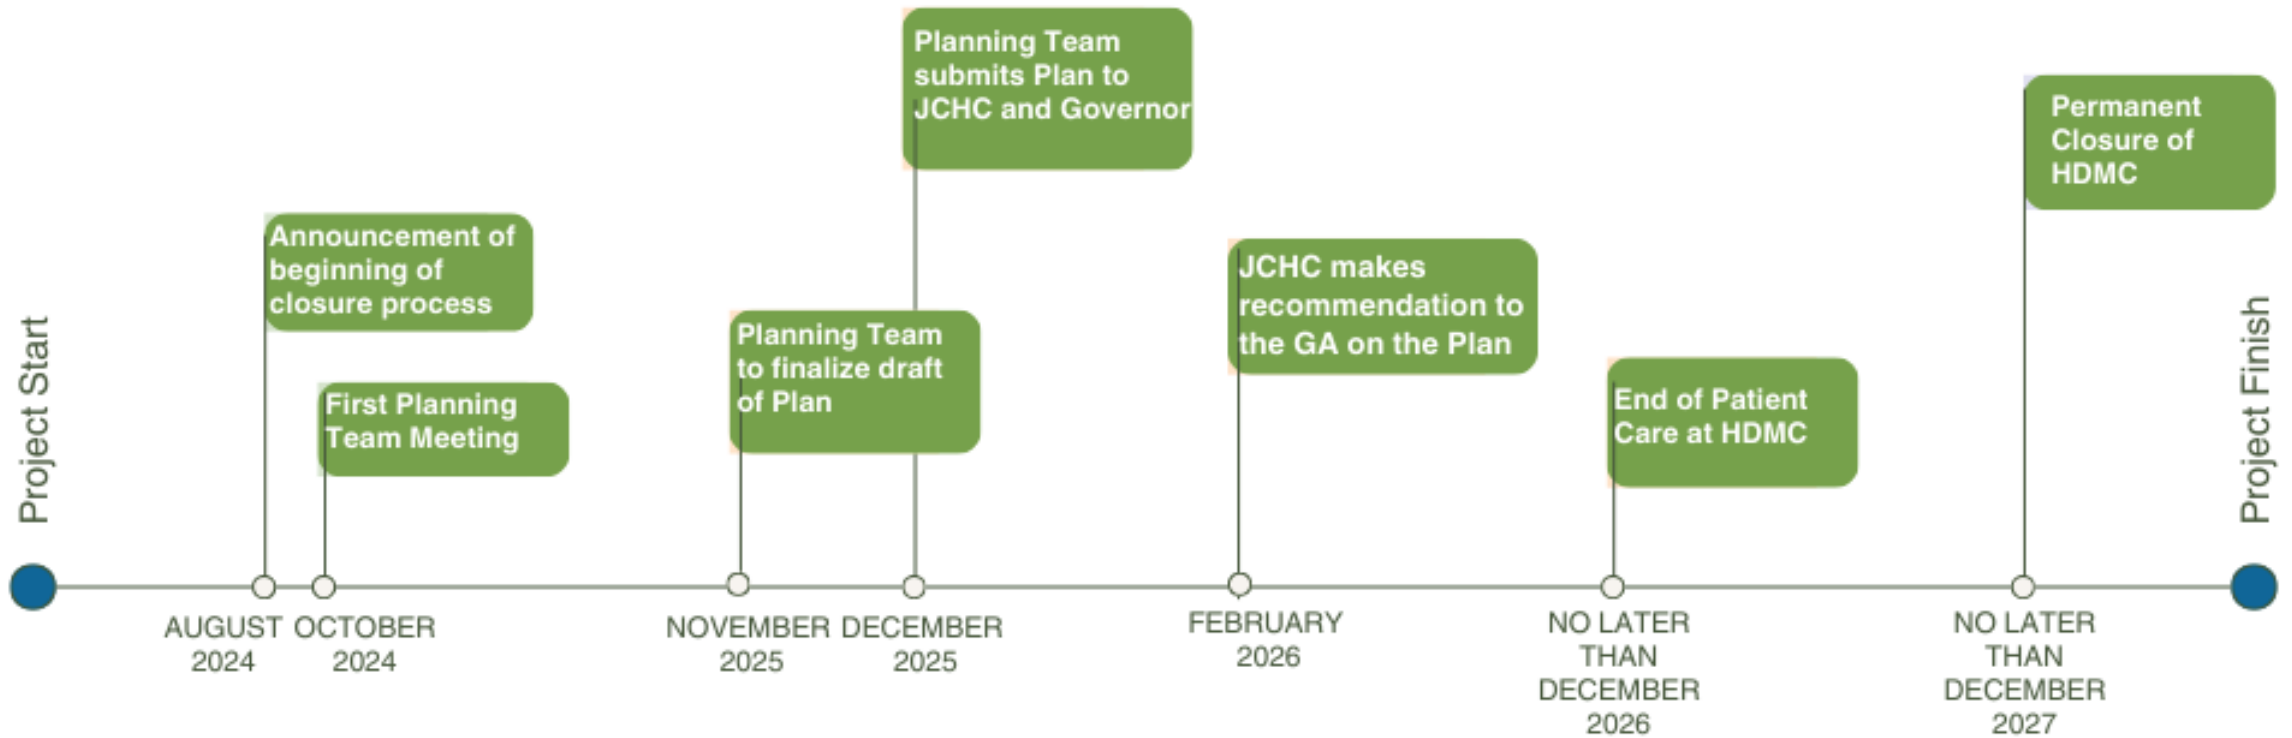 Project Start
Announcement of
beginning of
closure process
First Planning
Team Meeting
Planning Team
to finalize draft
of Plan
Planning Team
submits Plan to
JCHC and Governor
JCHC makes
recommendation to
the GA on the Plan
End of Patient
Care at HDMC
Permanent
Closure of
HDMC
Project Finish
AUGUST
2024
OCTOBER
2024
NOVEMBER
2025
DECEMBER
2025
FEBRUARY
2026
NO LATER
THAN
DECEMBER
2026
NO LATER
THAN
DECEMBER
2027